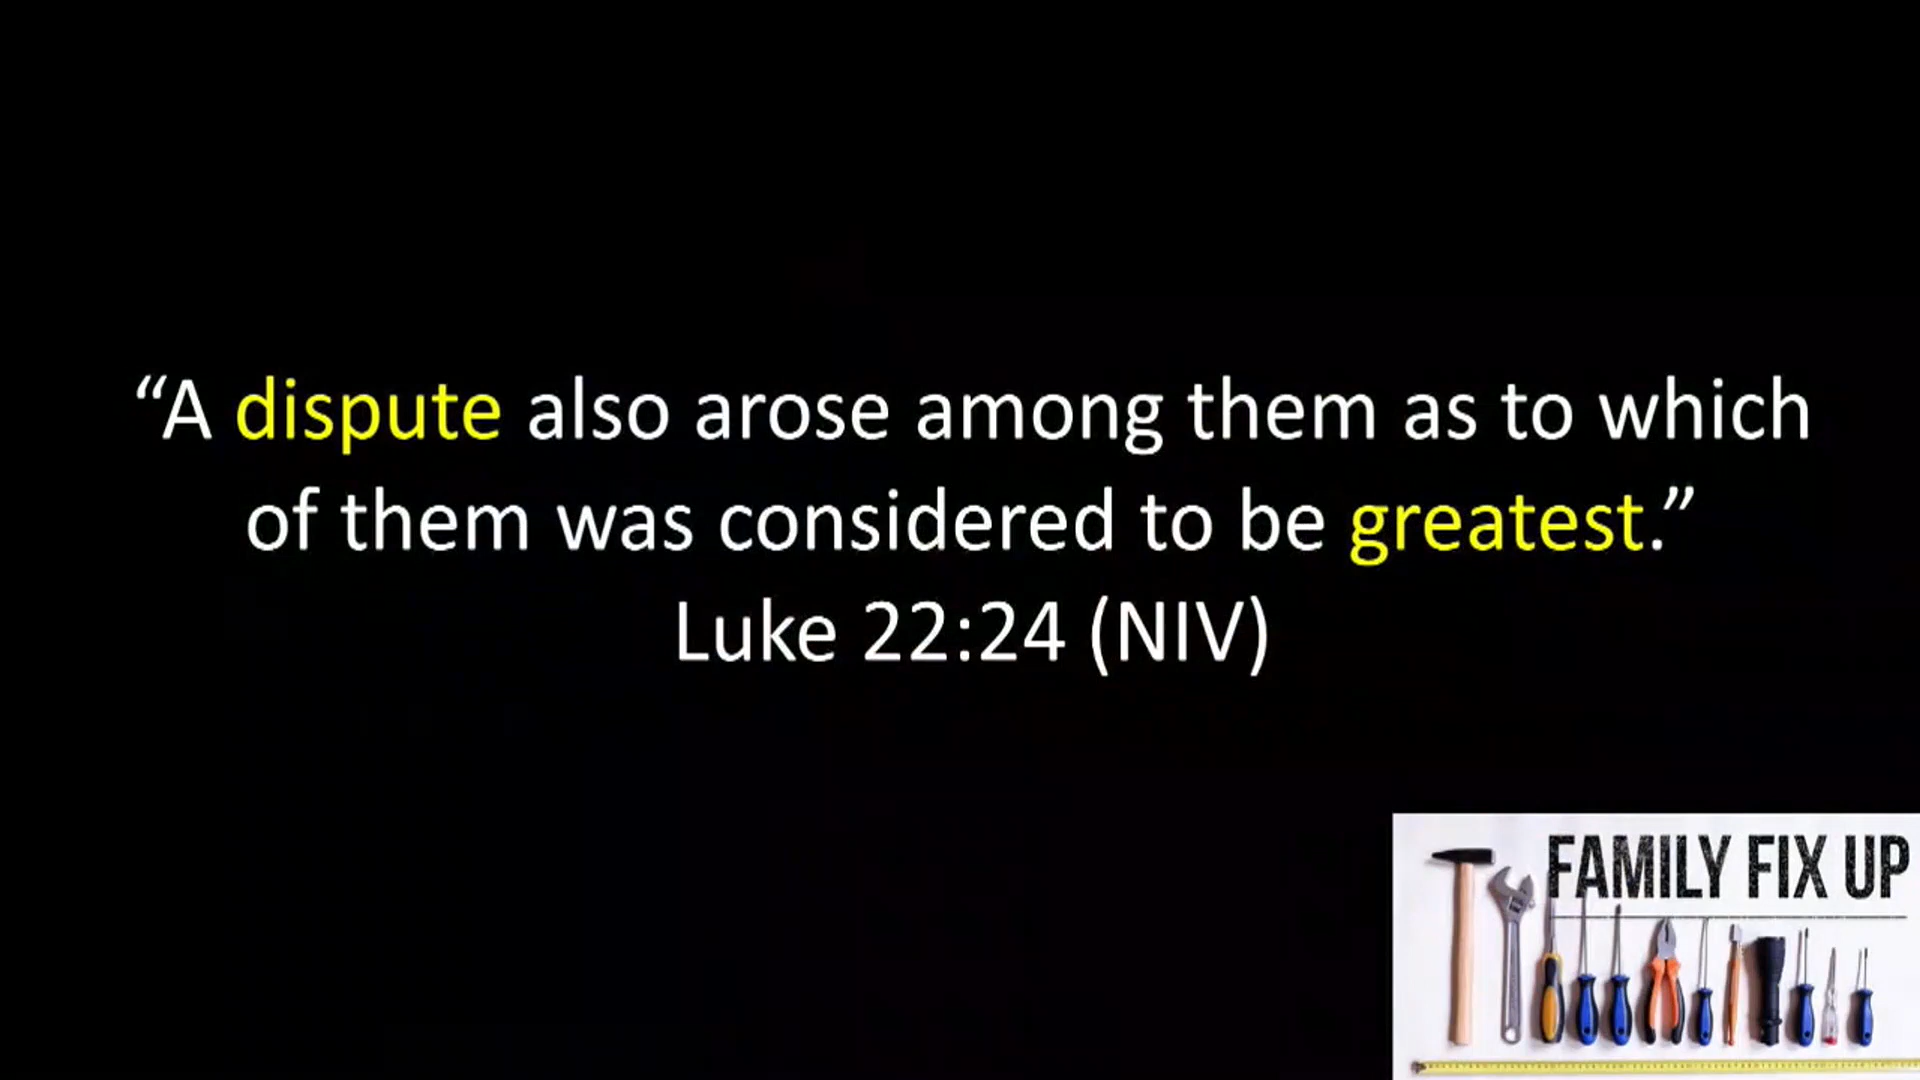 “A dispute also arose among them as to which
of them was considered to be greatest.”
Luke 22:24 (NIV)
FAMILY FIX UP